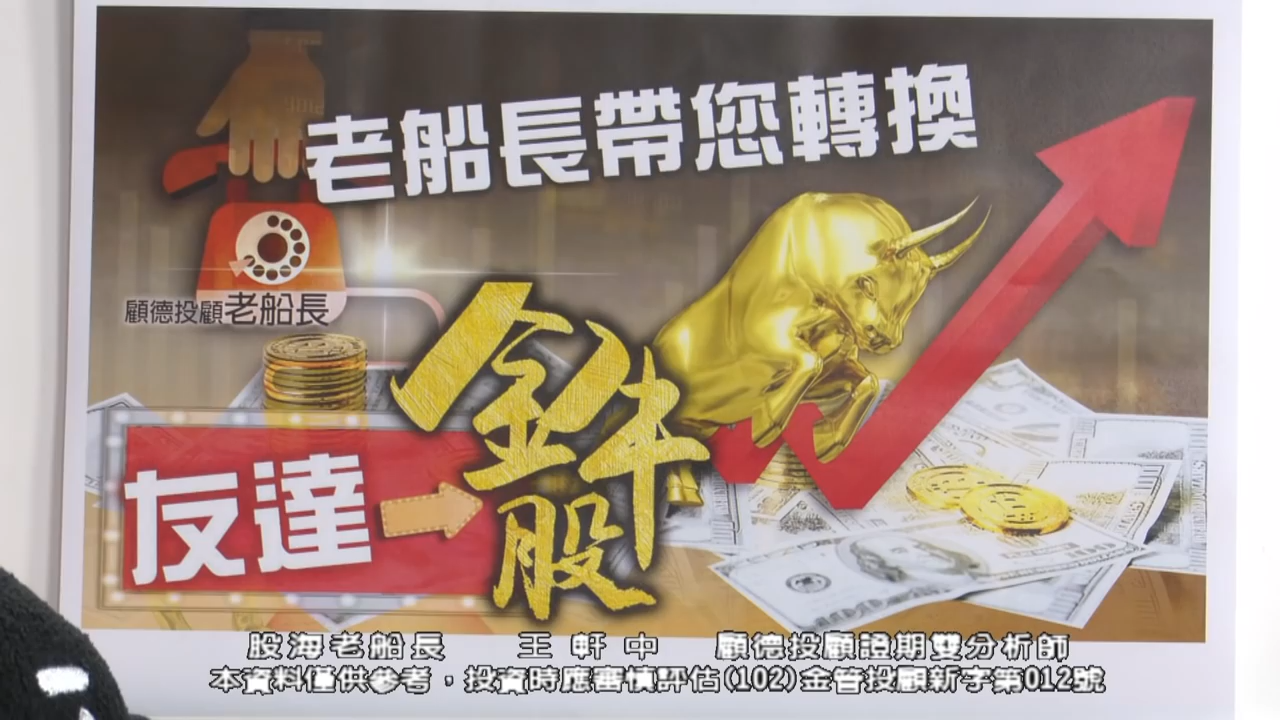 老船長帶您轉換
顧德投顧老船長
友達
金牛股
股海老船長 王軒中 顧德投顧證期雙分析師
本資料僅供參考，投資時應審慎評估(102)金管投顧新字第012號